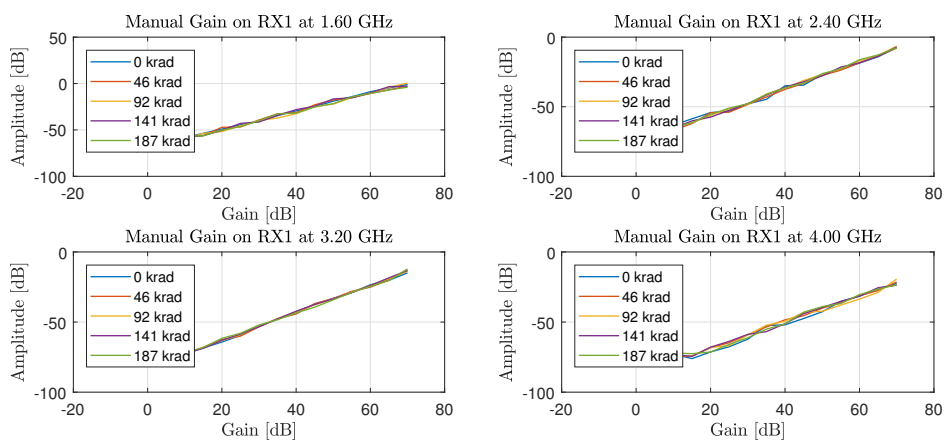 Manual Gain on RX1 at 1.60 GHz
50
0
-50
-100
Amplitude [dB]
0 krad
46 krad
92 krad
141 krad
187 krad
-20
0
20
40
60
80
Gain [dB]
Manual Gain on RX1 at 2.40 GHz
0
-50
-100
Amplitude [dB]
0 krad
46 krad
92 krad
141 krad
187 krad
-20
0
20
40
60
80
Gain [dB]
Manual Gain on RX1 at 3.20 GHz
0
-50
-100
Amplitude [dB]
0 krad
46 krad
92 krad
141 krad
187 krad
-20
0
20
40
60
80
Gain [dB]
Manual Gain on RX1 at 4.00 GHz
0
-50
-100
Amplitude [dB]
0 krad
46 krad
92 krad
141 krad
187 krad
-20
0
20
40
60
80
Gain [dB]